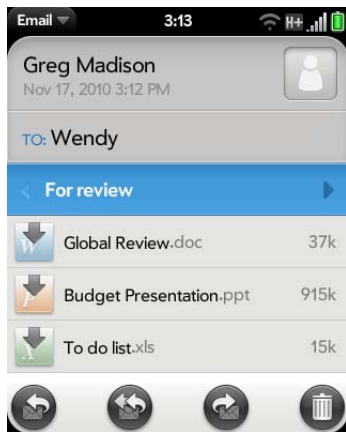 Email 3:13 H+
Greg Madison
Nov 17, 2010 3:12 PM
TO: Wendy
For review
W Global Review.doc 37k
P Budget Presentation.ppt 915k
X To do list.xls 15k